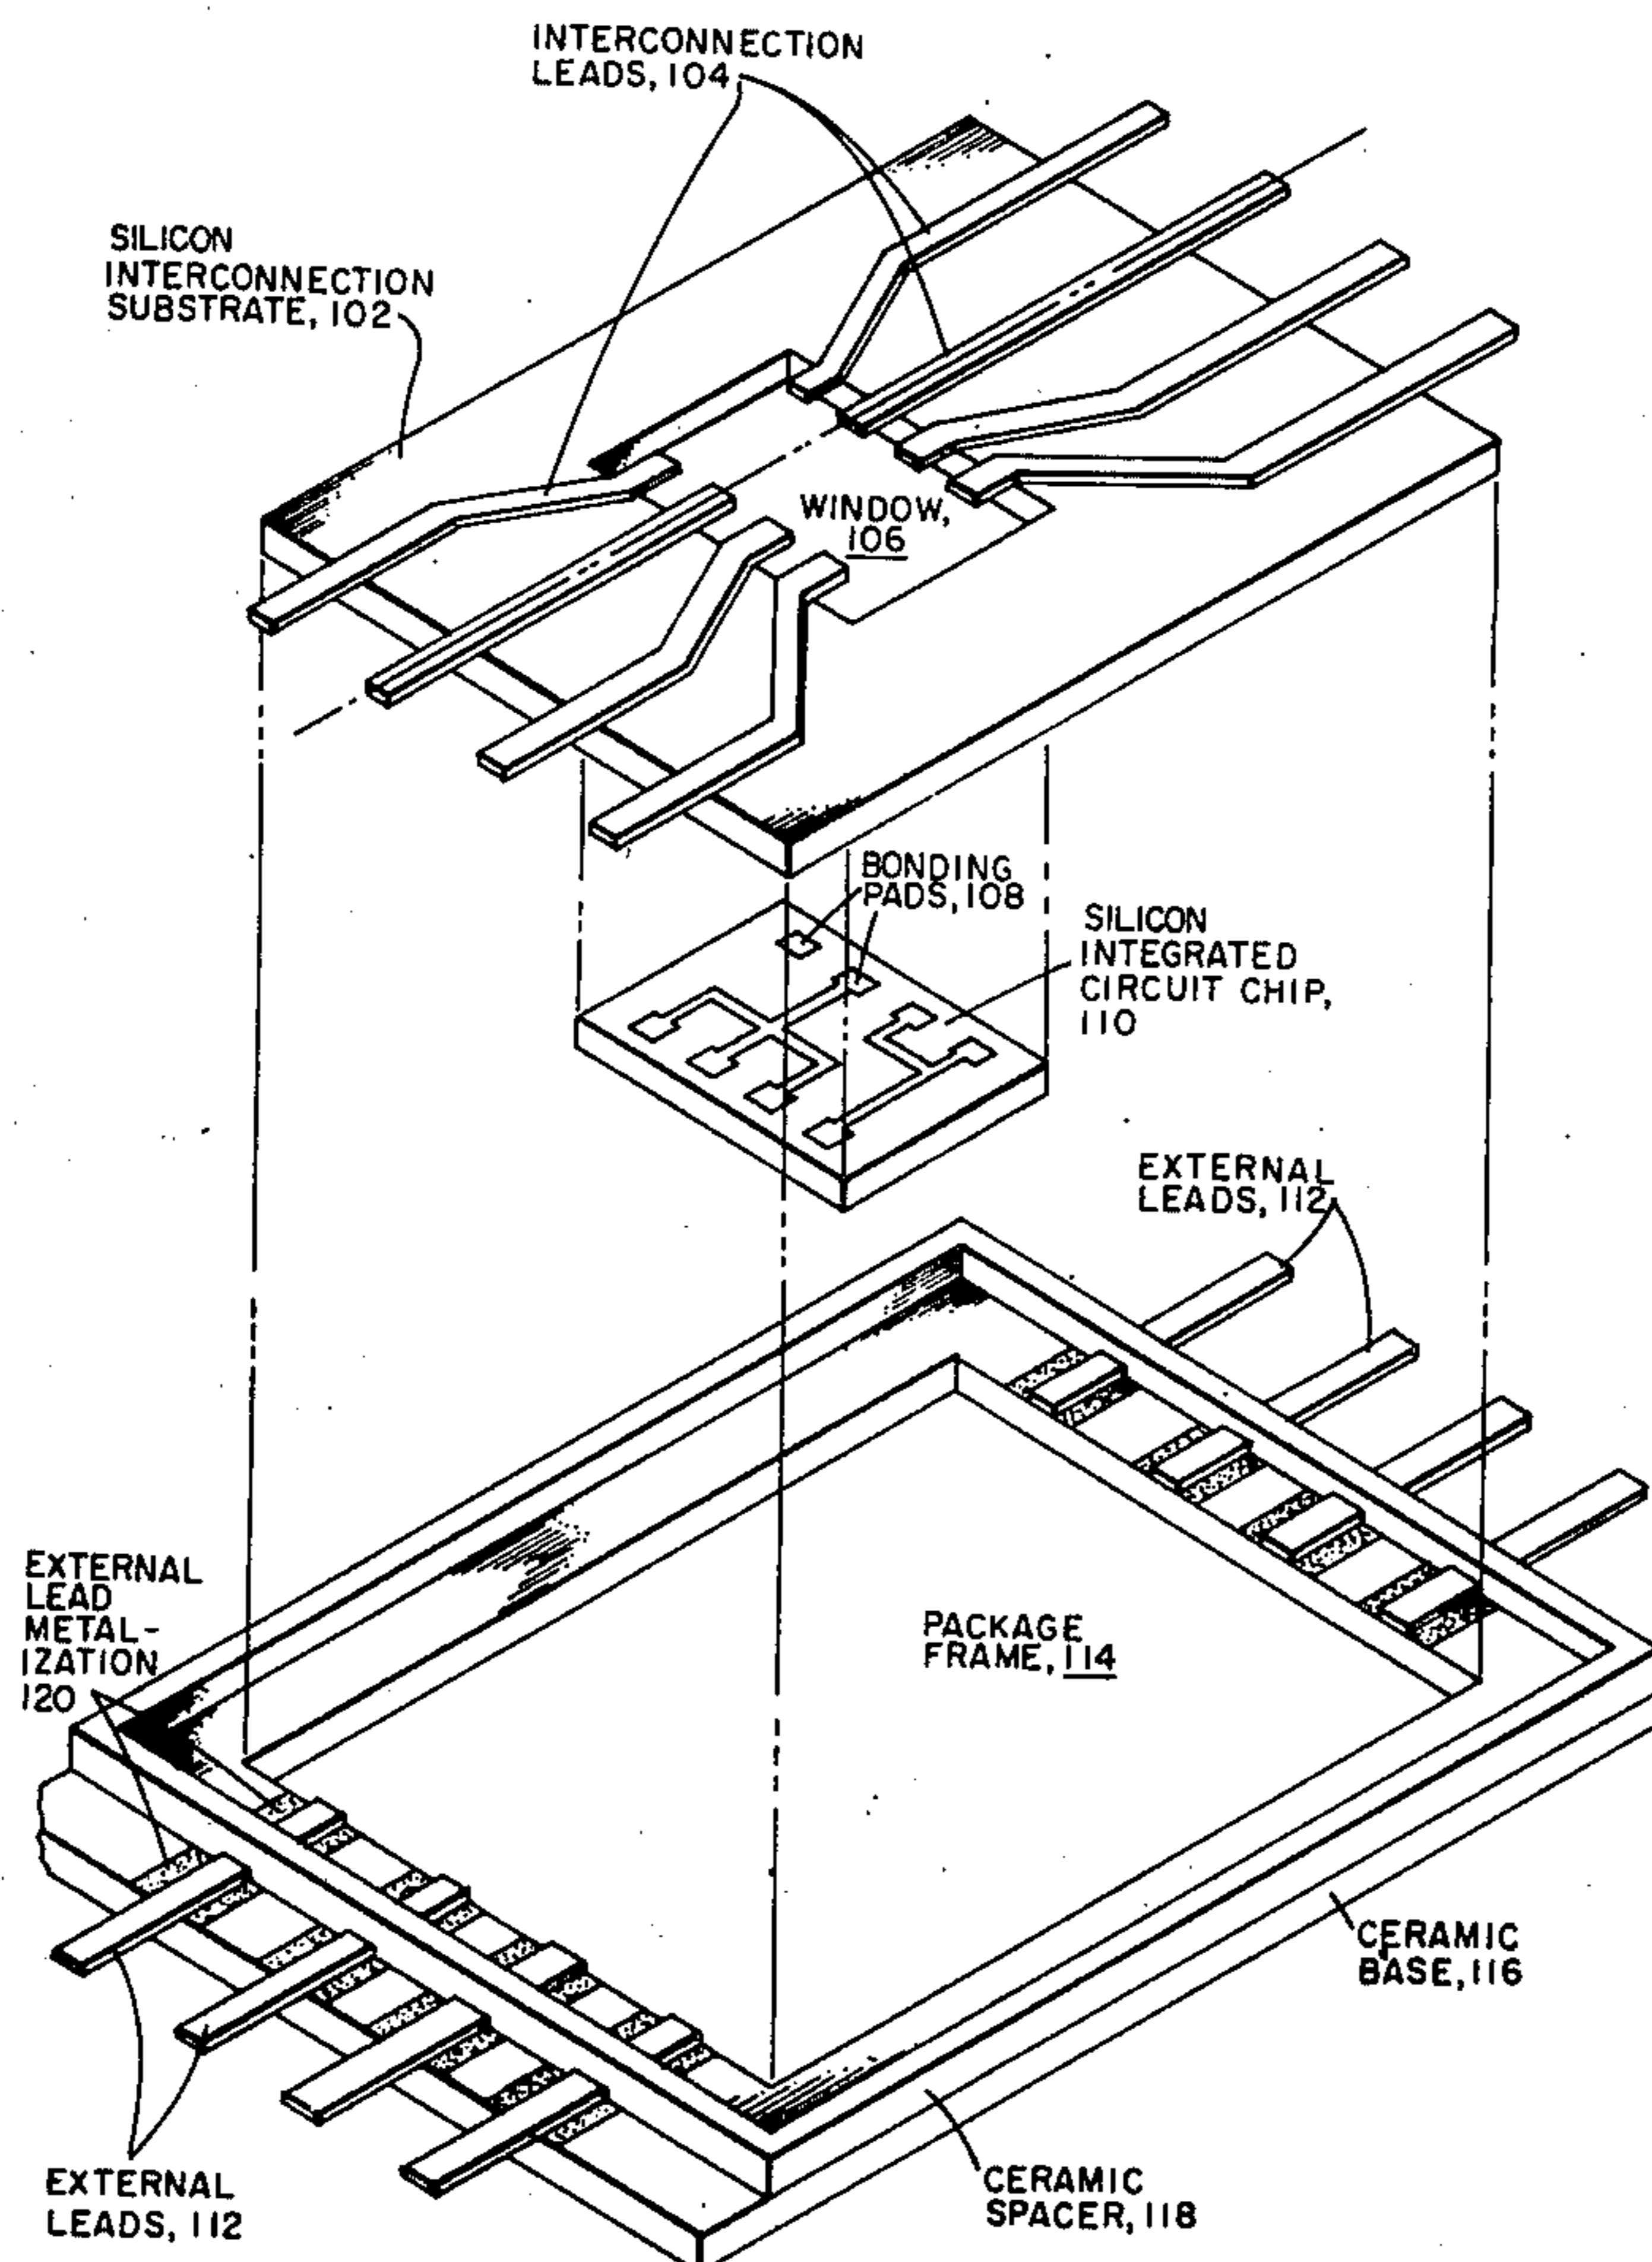 INTERCONNECTION
LEADS, 104
SILICON
INTERCONNECTION
SUBSTRATE, 102
WINDOW,
106
BONDING
PADS, 108
SILICON
INTEGRATED
CIRCUIT CHIP,
110
EXTERNAL
LEADS, 112
EXTERNAL
LEAD
METAL-
IZATION
120
PACKAGE
FRAME, 114
CERAMIC
BASE, 116
CERAMIC
SPACER, 118
EXTERNAL
LEADS, 112